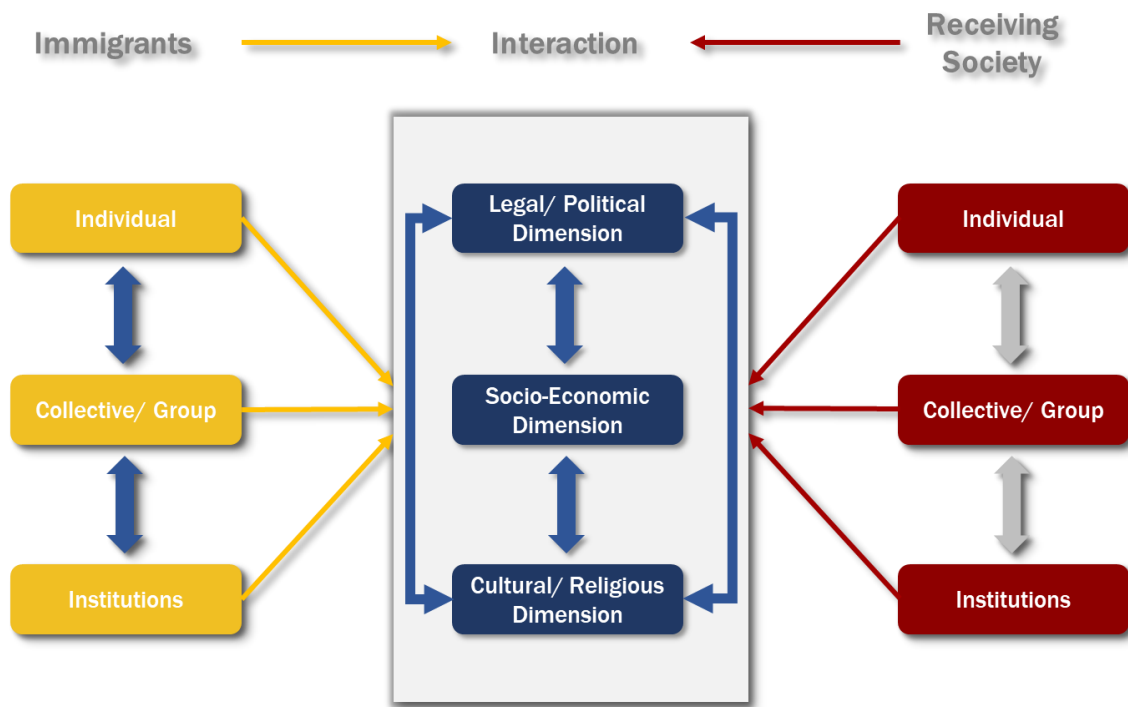 Immigrants
Interaction
Receiving
Society
Individual
Legal/ Political
Dimension
Individual
Collective/ Group
Socio-Economic
Dimension
Collective/ Group
Institutions
Cultural/ Religious
Dimension
Institutions